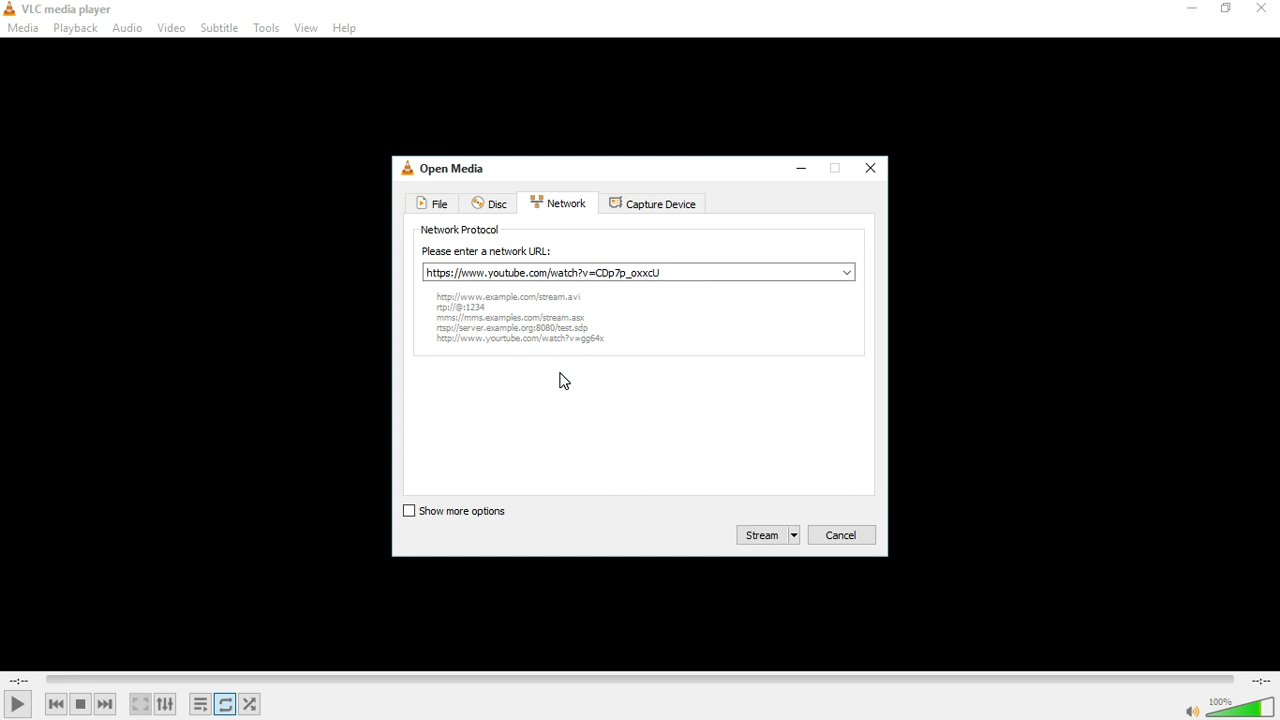 VLC media player
Media Playback Audio Video Subtitle Tools View Help
Open Media
File Disc Network Capture Device
Network Protocol
Please enter a network URL:
https://www.youtube.com/watch?v=CDp7p_oxxcU
http://www.example.com/stream.avi
rtp://@:1234
mms://mms.examples.com/stream.asx
rtsp://server.example.org:8080/test.sdp
http://www.yourtube.com/watch?v=gg64x
Show more options
Stream Cancel
--:-- --:--
100%